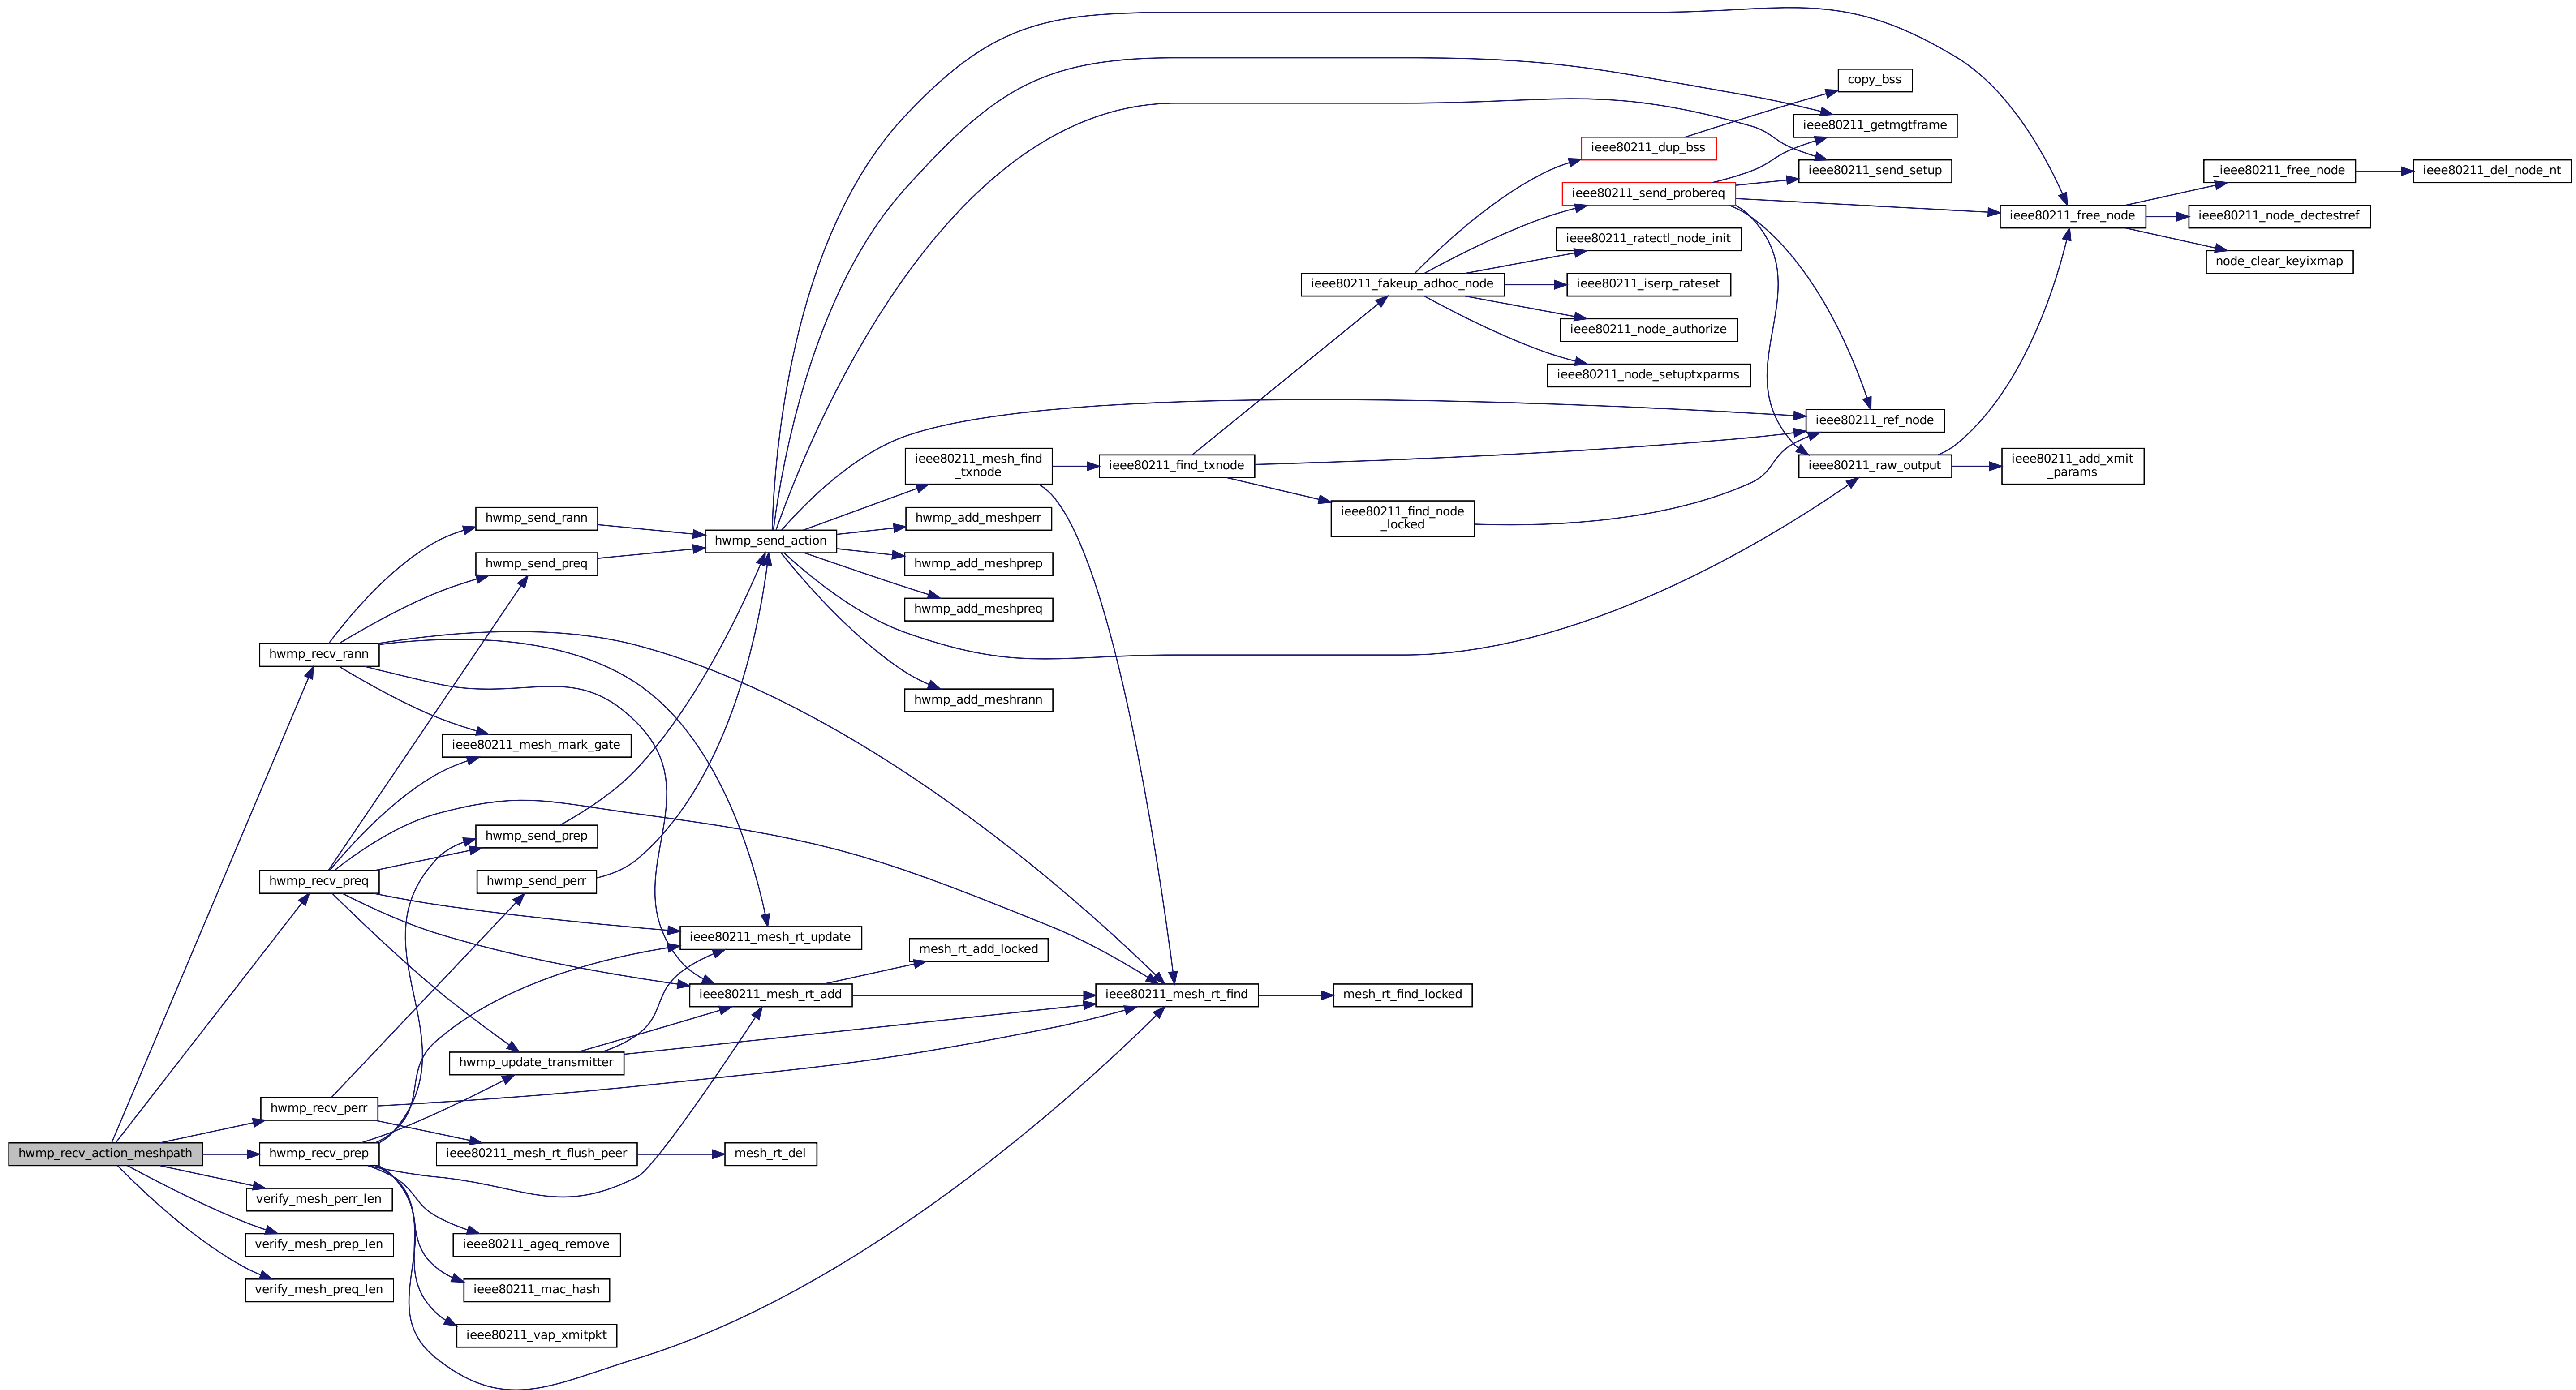 copy_bss
ieee80211_getmgtframe
ieee80211_dup_bss
ieee80211_send_setup
_ieee80211_free_node
ieee80211_del_node_nt
ieee80211_send_probereq
ieee80211_free_node
ieee80211_node_dectestref
ieee80211_ratectl_node_init
node_clear_keyixmap
ieee80211_fakeup_adhoc_node
ieee80211_iserp_rateset
ieee80211_node_authorize
ieee80211_node_setuptxparms
ieee80211_ref_node
ieee80211_mesh_find
_txnode
ieee80211_find_txnode
ieee80211_raw_output
ieee80211_add_xmit
_params
hwmp_send_rann
hwmp_add_meshperr
ieee80211_find_node
_locked
hwmp_send_action
hwmp_send_preq
hwmp_add_meshprep
hwmp_add_meshpreq
hwmp_recv_rann
hwmp_add_meshrann
ieee80211_mesh_mark_gate
hwmp_send_prep
hwmp_recv_preq
hwmp_send_perr
ieee80211_mesh_rt_update
mesh_rt_add_locked
ieee80211_mesh_rt_add
ieee80211_mesh_rt_find
mesh_rt_find_locked
hwmp_update_transmitter
hwmp_recv_perr
hwmp_recv_action_meshpath
hwmp_recv_prep
ieee80211_mesh_rt_flush_peer
mesh_rt_del
verify_mesh_perr_len
verify_mesh_prep_len
ieee80211_ageq_remove
verify_mesh_preq_len
ieee80211_mac_hash
ieee80211_vap_xmitpkt